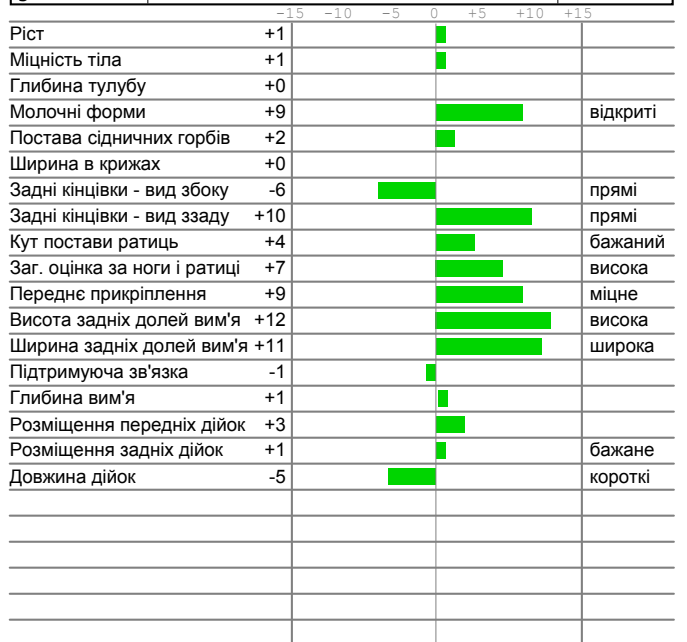 -15 -10 -5 0 +5 +10 +15
Ріст +1
Міцність тіла +1
Глибина тулубу +0
Молочні форми +9 відкриті
Постава сідничних горбів +2
Ширина в крижах +0
Задні кінцівки - вид збоку -6 прямі
Задні кінцівки - вид ззаду +10 прямі
Кут постави ратиць +4 бажаний
Заг. оцінка за ноги і ратиці +7 висока
Переднє прикріплення +9 міцне
Висота задніх долей вим'я +12 висока
Ширина задніх долей вим'я +11 широка
Підтримуюча зв'язка -1
Глибина вим'я +1
Розміщення передніх дійок +3
Розміщення задніх дійок +1 бажане
Довжина дійок -5 короткі